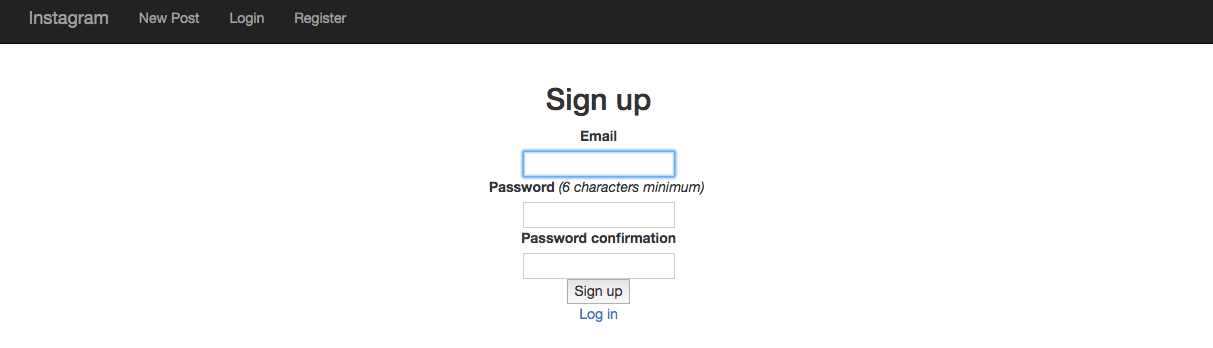 Instagram New Post Login Register
Sign up
Email
Password (6 characters minimum)
Password confirmation
Sign up
Log in